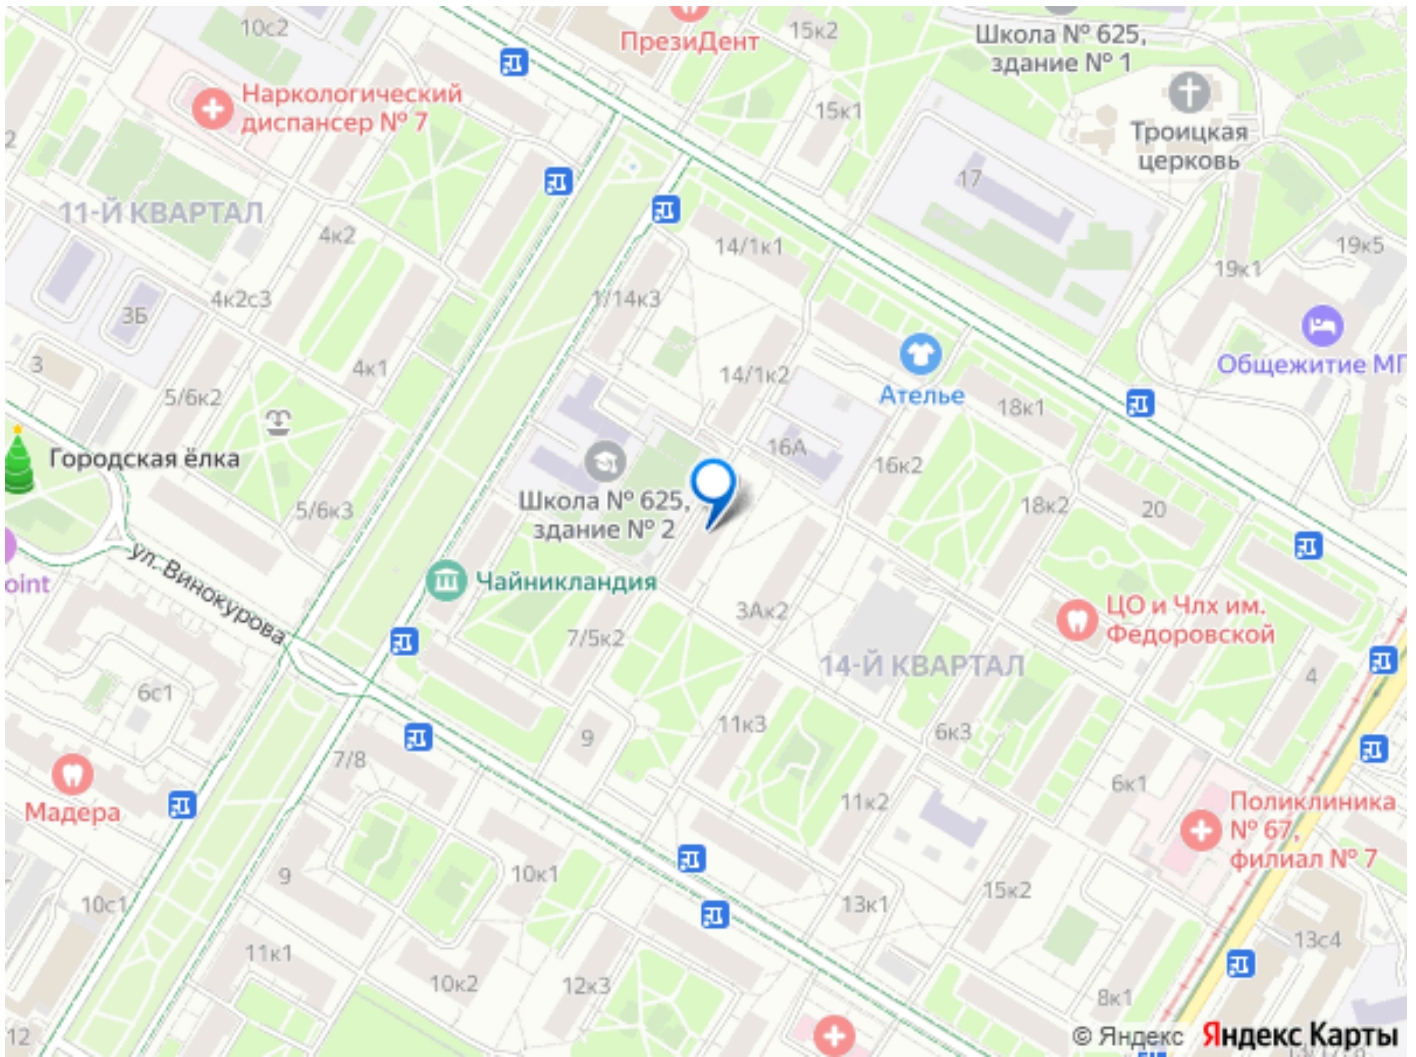 10с2
ПрезиДент
15к2
Школа № 625,
здание № 1
Наркологический
диспансер № 7
15к1
Троицкая
церковь
2
17
11-Й КВАРТАЛ
4к2
14/1к1
19к5
19к1
4к2с3
1/14к3
3Б
3
4к1
14/1к2
Общежитие МГ
5/6к2
Ателье
18к1
Городская ёлка
16А
16к2
5/6к3
Школа № 625,
здание № 2
18к2
20
ул. Винокурова
oint
Чайникландия
3Ак2
ЦО и Члх им.
Федоровской
7/5к2
14-Й КВАРТАЛ
4
6с1
9
11к3
6к3
7/8
Мадера
11к2
6к1
Поликлиника
№ 67,
филиал № 7
9
10к1
10с1
13к1
15к2
11к1
13с4
10к2
12к3
8к1
12
© Яндекс Яндекс Карты